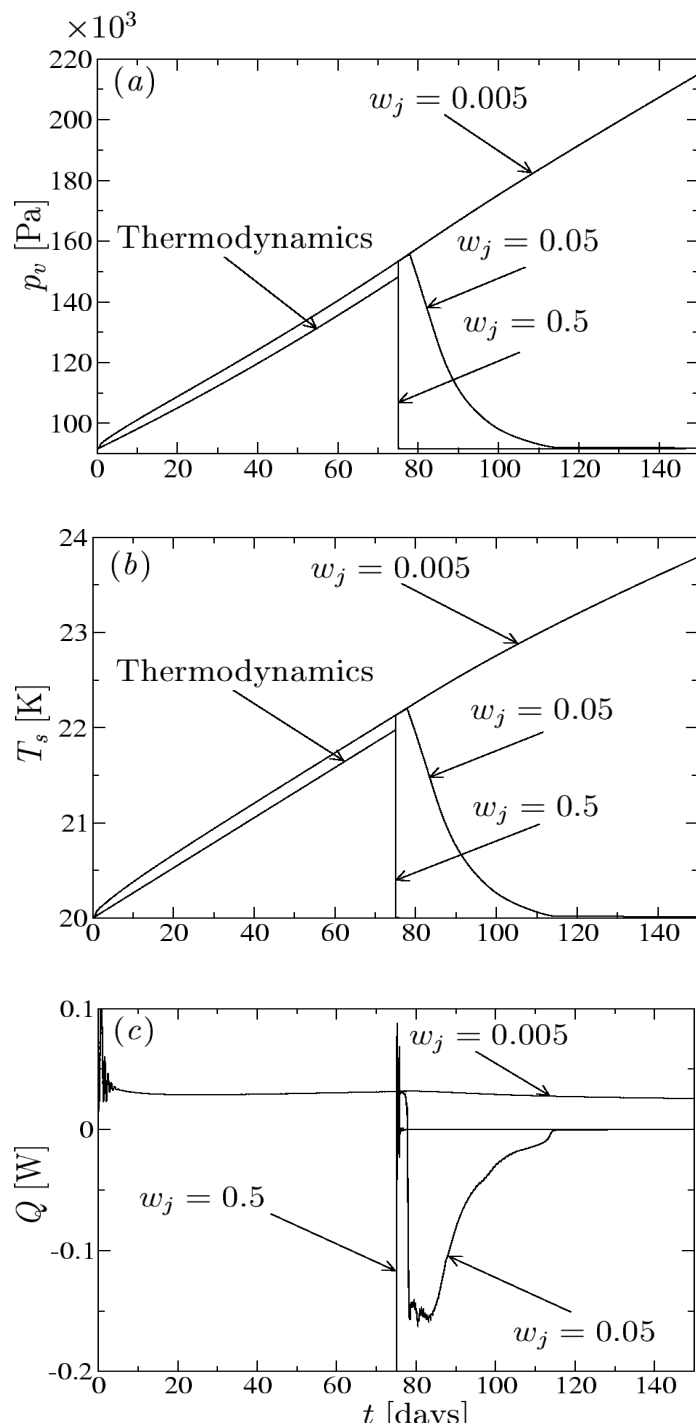 ×10³
220
(a)
w_j = 0.005
200
180
160
Thermodynamics
w_j = 0.05
p_v [Pa]
140
w_j = 0.5
120
100
0 20 40 60 80 100 120 140
24
(b)
w_j = 0.005
23
Thermodynamics
T_s [K]
22
w_j = 0.05
21
w_j = 0.5
20
0 20 40 60 80 100 120 140
0.1
(c)
w_j = 0.005
0
Q [W]
w_j = 0.5
-0.1
w_j = 0.05
-0.2
0 20 40 60 80 100 120 140
t [days]